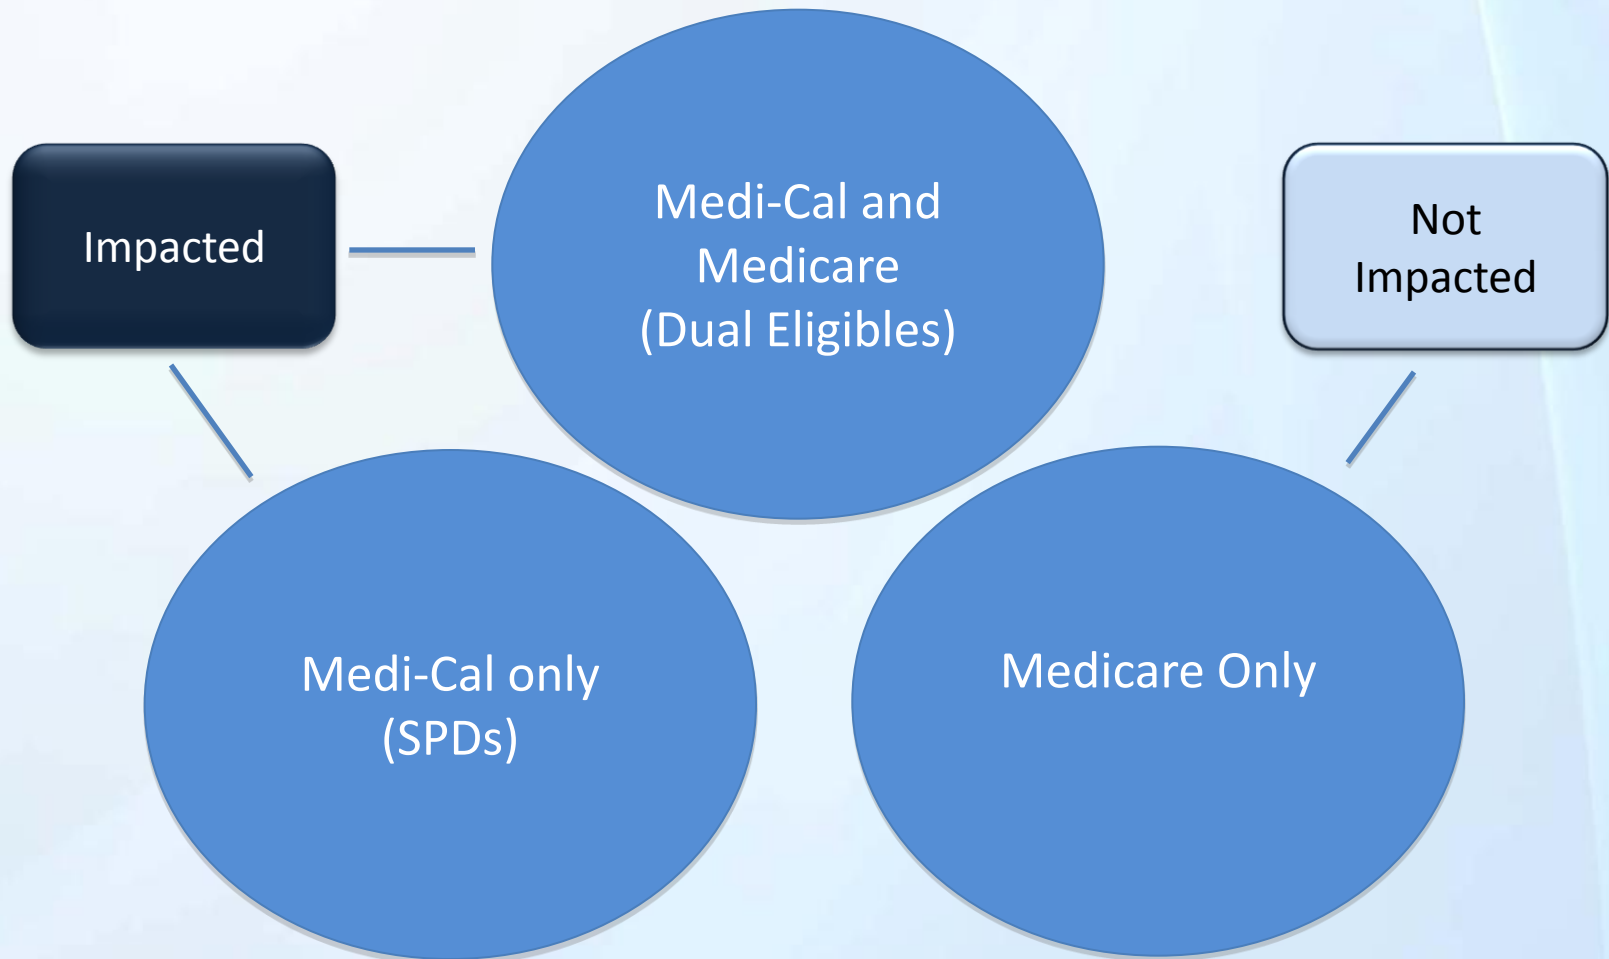 Impacted
Medi-Cal and
Medicare
(Dual Eligibles)
Not
Impacted
Medi-Cal only
(SPDs)
Medicare Only